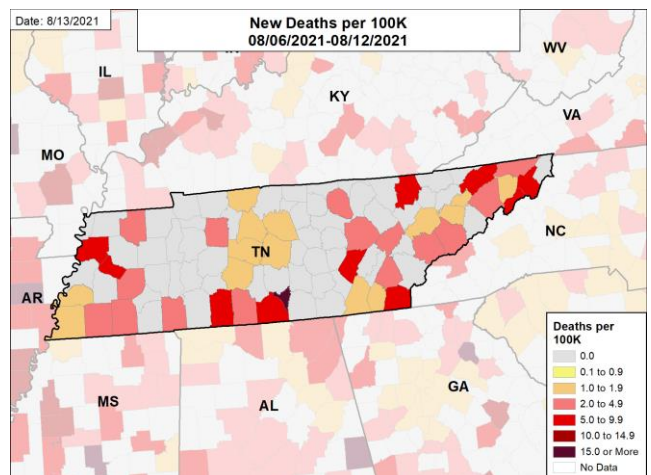 Date: 8/13/2021
New Deaths per 100K
08/06/2021-08/12/2021
WV
IL
KY
VA
MO
NC
TN
AR
MS
AL
GA
Deaths per
100K
0.0
0.1 to 0.9
1.0 to 1.9
2.0 to 4.9
5.0 to 9.9
10.0 to 14.9
15.0 or More
No Data